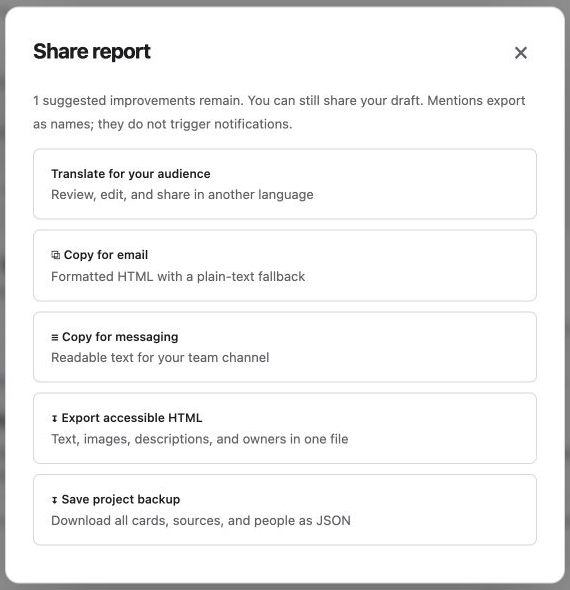 Share report
1 suggested improvements remain. You can still share your draft. Mentions export
as names; they do not trigger notifications.
Translate for your audience
Review, edit, and share in another language
Copy for email
Formatted HTML with a plain-text fallback
Copy for messaging
Readable text for your team channel
Export accessible HTML
Text, images, descriptions, and owners in one file
Save project backup
Download all cards, sources, and people as JSON